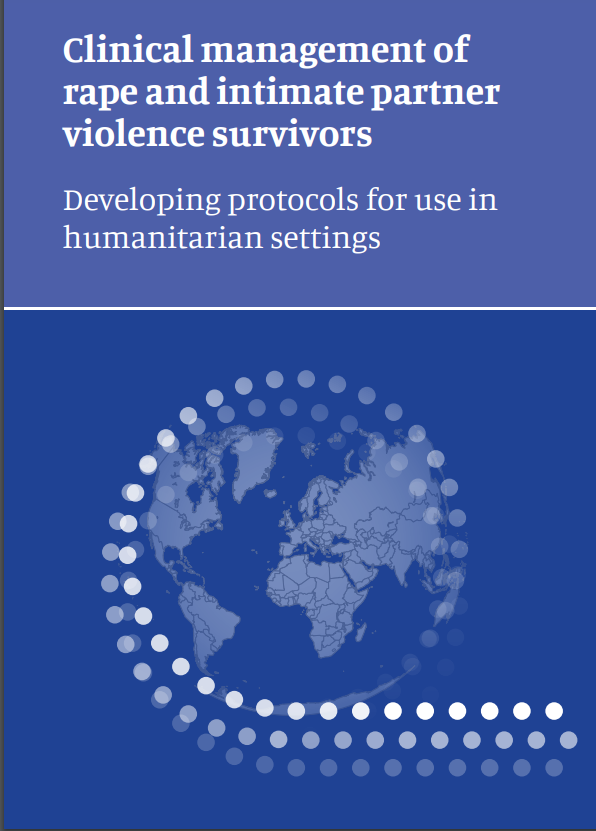 Clinical management of
rape and intimate partner
violence survivors
Developing protocols for use in
humanitarian settings